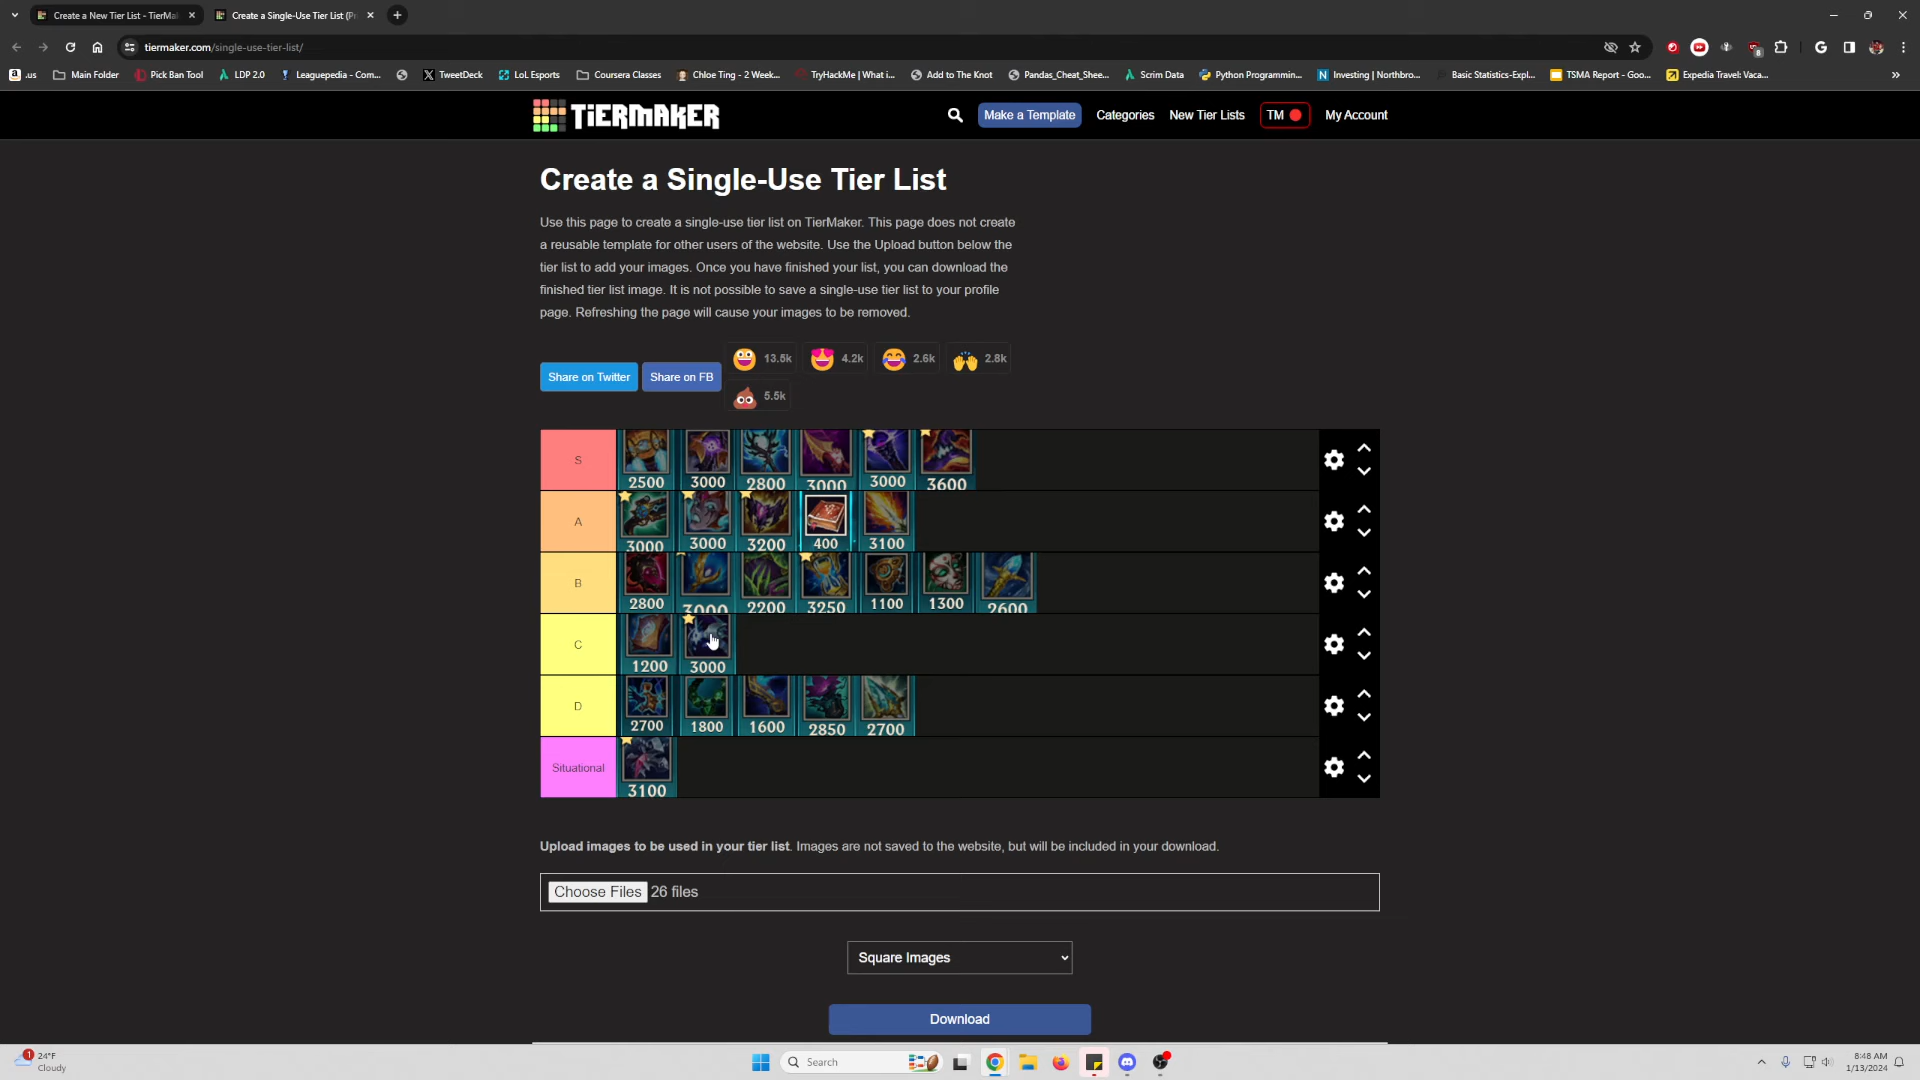 Create a New Tier List - TierMa
Create a Single-Use Tier List (P
tiermaker.com/single-use-tier-list/
.us
Main Folder
Pick Ban Tool
LDP 2.0
Leaguepedia - Com...
TweetDeck
LoL Esports
Coursera Classes
Chloe Ting - 2 Week...
TryHackMe | What i...
Add to The Knot
Pandas_Cheat_Shee...
Scrim Data
Python Programmin...
Investing | Northbro...
Basic Statistics-Expl...
TSMA Report - Goo...
Expedia Travel: Vaca...
TiERMAKER
Make a Template
Categories
New Tier Lists
TM
My Account
Create a Single-Use Tier List
Use this page to create a single-use tier list on TierMaker. This page does not create
a reusable template for other users of the website. Use the Upload button below the
tier list to add your images. Once you have finished your list, you can download the
finished tier list image. It is not possible to save a single-use tier list to your profile
page. Refreshing the page will cause your images to be removed.
Share on Twitter
Share on FB
13.5k
4.2k
2.6k
2.8k
5.5k
S
2500 3000 2800 3000 3000 3600
A
3000 3000 3200 400 3100
B
2800 3000 2200 3250 1100 1300 2600
C
1200 3000
D
2700 1800 1600 2850 2700
Situational
3100
Upload images to be used in your tier list. Images are not saved to the website, but will be included in your download.
Choose Files 26 files
Square Images
Download
1
24°F
Cloudy
Search
8:48 AM
1/13/2024